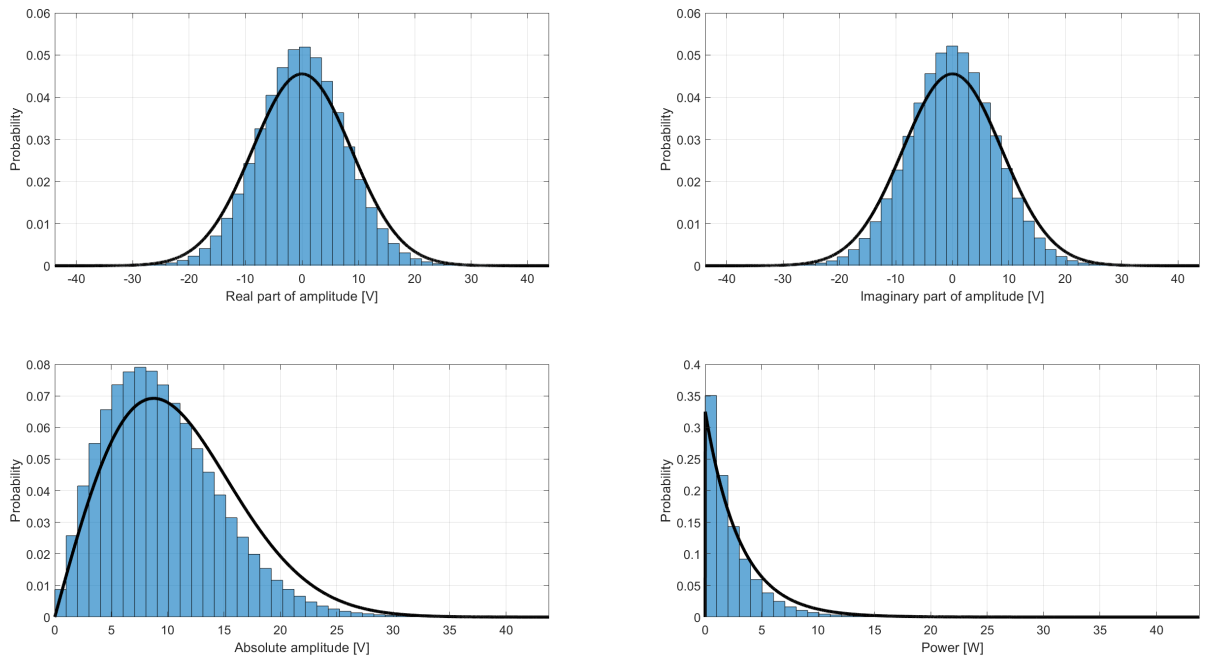 0.06
0.05
0.04
0.03
0.02
0.01
0
-40 -30 -20 -10 0 10 20 30 40
Probability
Real part of amplitude [V]
0.06
0.05
0.04
0.03
0.02
0.01
0
-40 -30 -20 -10 0 10 20 30 40
Probability
Imaginary part of amplitude [V]
0.08
0.07
0.06
0.05
0.04
0.03
0.02
0.01
0
0 5 10 15 20 25 30 35 40
Probability
Absolute amplitude [V]
0.4
0.35
0.3
0.25
0.2
0.15
0.1
0.05
0
0 5 10 15 20 25 30 35 40
Probability
Power [W]